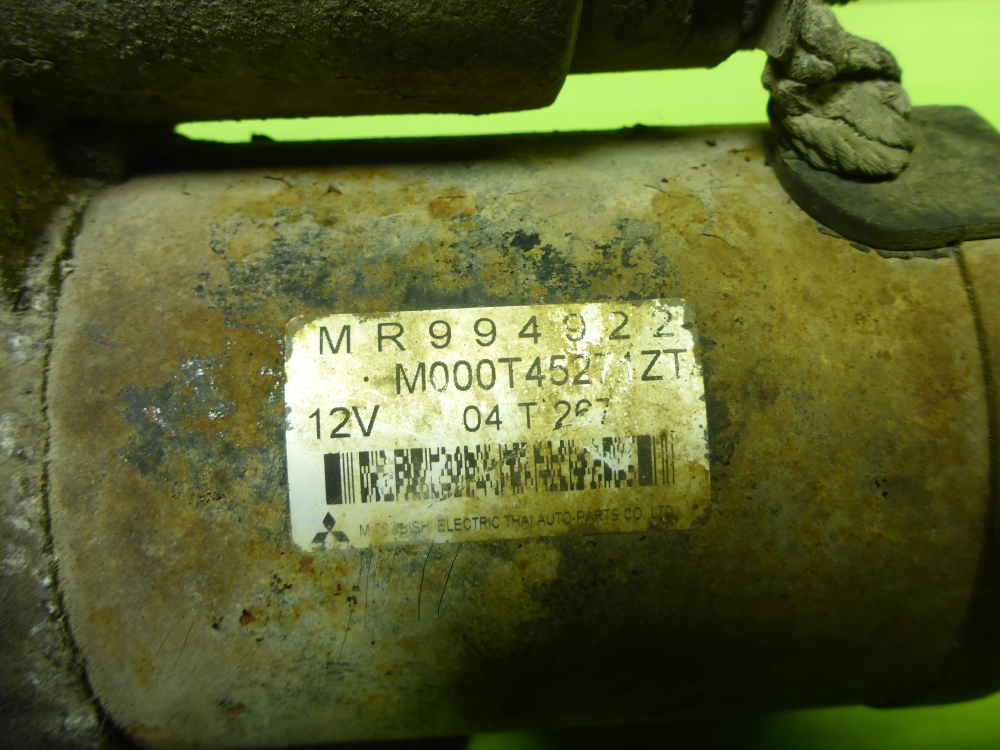 MR994922
M000T45271ZT
12V 04 T 267
MITSUBISHI ELECTRIC THAI AUTO-PARTS CO.,LTD.